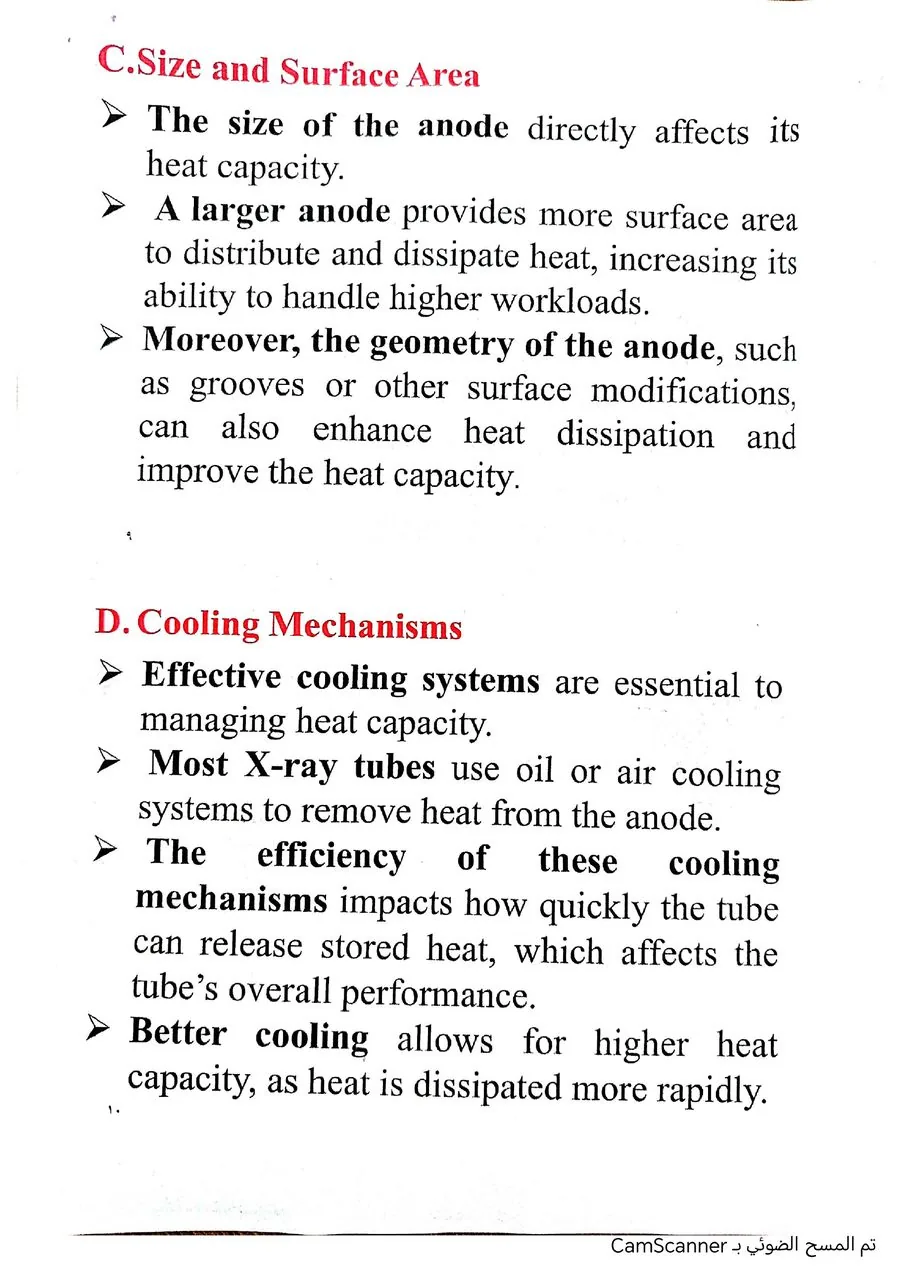 C.Size and Surface Area
➢ The size of the anode directly affects its
heat capacity.
➢ A larger anode provides more surface area
to distribute and dissipate heat, increasing its
ability to handle higher workloads.
➢ Moreover, the geometry of the anode, such
as grooves or other surface modifications,
can also enhance heat dissipation and
improve the heat capacity.
٩
D. Cooling Mechanisms
➢ Effective cooling systems are essential to
managing heat capacity.
➢ Most X-ray tubes use oil or air cooling
systems to remove heat from the anode.
➢ The efficiency of these cooling
mechanisms impacts how quickly the tube
can release stored heat, which affects the
tube’s overall performance.
➢ Better cooling allows for higher heat
capacity, as heat is dissipated more rapidly.
١٠
تم المسح الضوئي بـ CamScanner